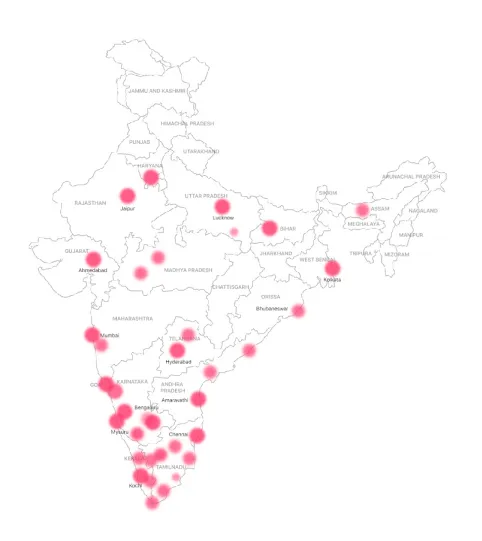 JAMMU AND KASHMIR
HIMACHAL PRADESH
PUNJAB
UTTARAKHAND
HARYANA
ARUNACHAL PRADESH
SIKKIM
UTTAR PRADESH
RAJASTHAN
Jaipur
ASSAM
NAGALAND
Lucknow
MEGHALAYA
BIHAR
MANIPUR
GUJARAT
JHARKHAND
WEST BENGAL
TRIPURA
MIZORAM
Ahmedabad
MADHYA PRADESH
Kolkata
CHATTISGARH
ORISSA
Bhubaneswar
MAHARASHTRA
Mumbai
TELANGANA
Hyderabad
GOA
KARNATAKA
ANDHRA
PRADESH
Amaravathi
Bengaluru
Mysuru
Chennai
KERALA
TAMILNADU
Kochi